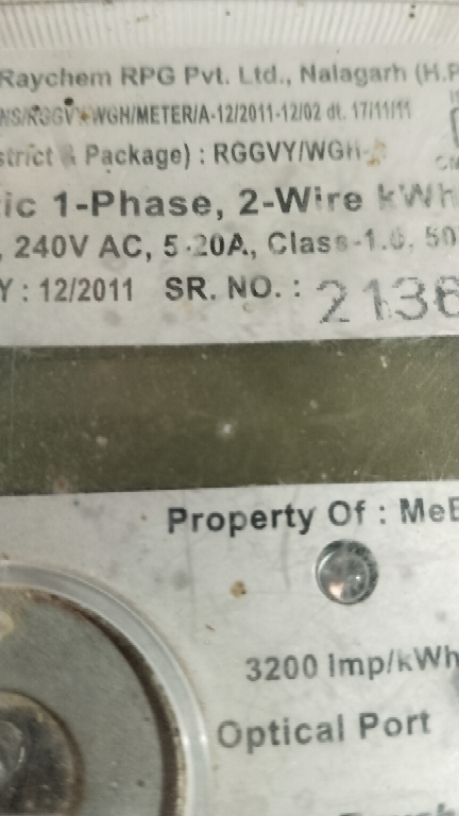 Raychem RPG Pvt. Ltd., Nalagarh (H.P
NS/RGGVY-WGH/METER/A-12/2011-12/02 dt. 17/11/11
strict & Package) : RGGVY/WGH-
ic 1-Phase, 2-Wire kWh
, 240V AC, 5-20A, Class-1.0, 50
Y : 12/2011 SR. NO. : 2136
Property Of : MeE
3200 imp/kWh
Optical Port